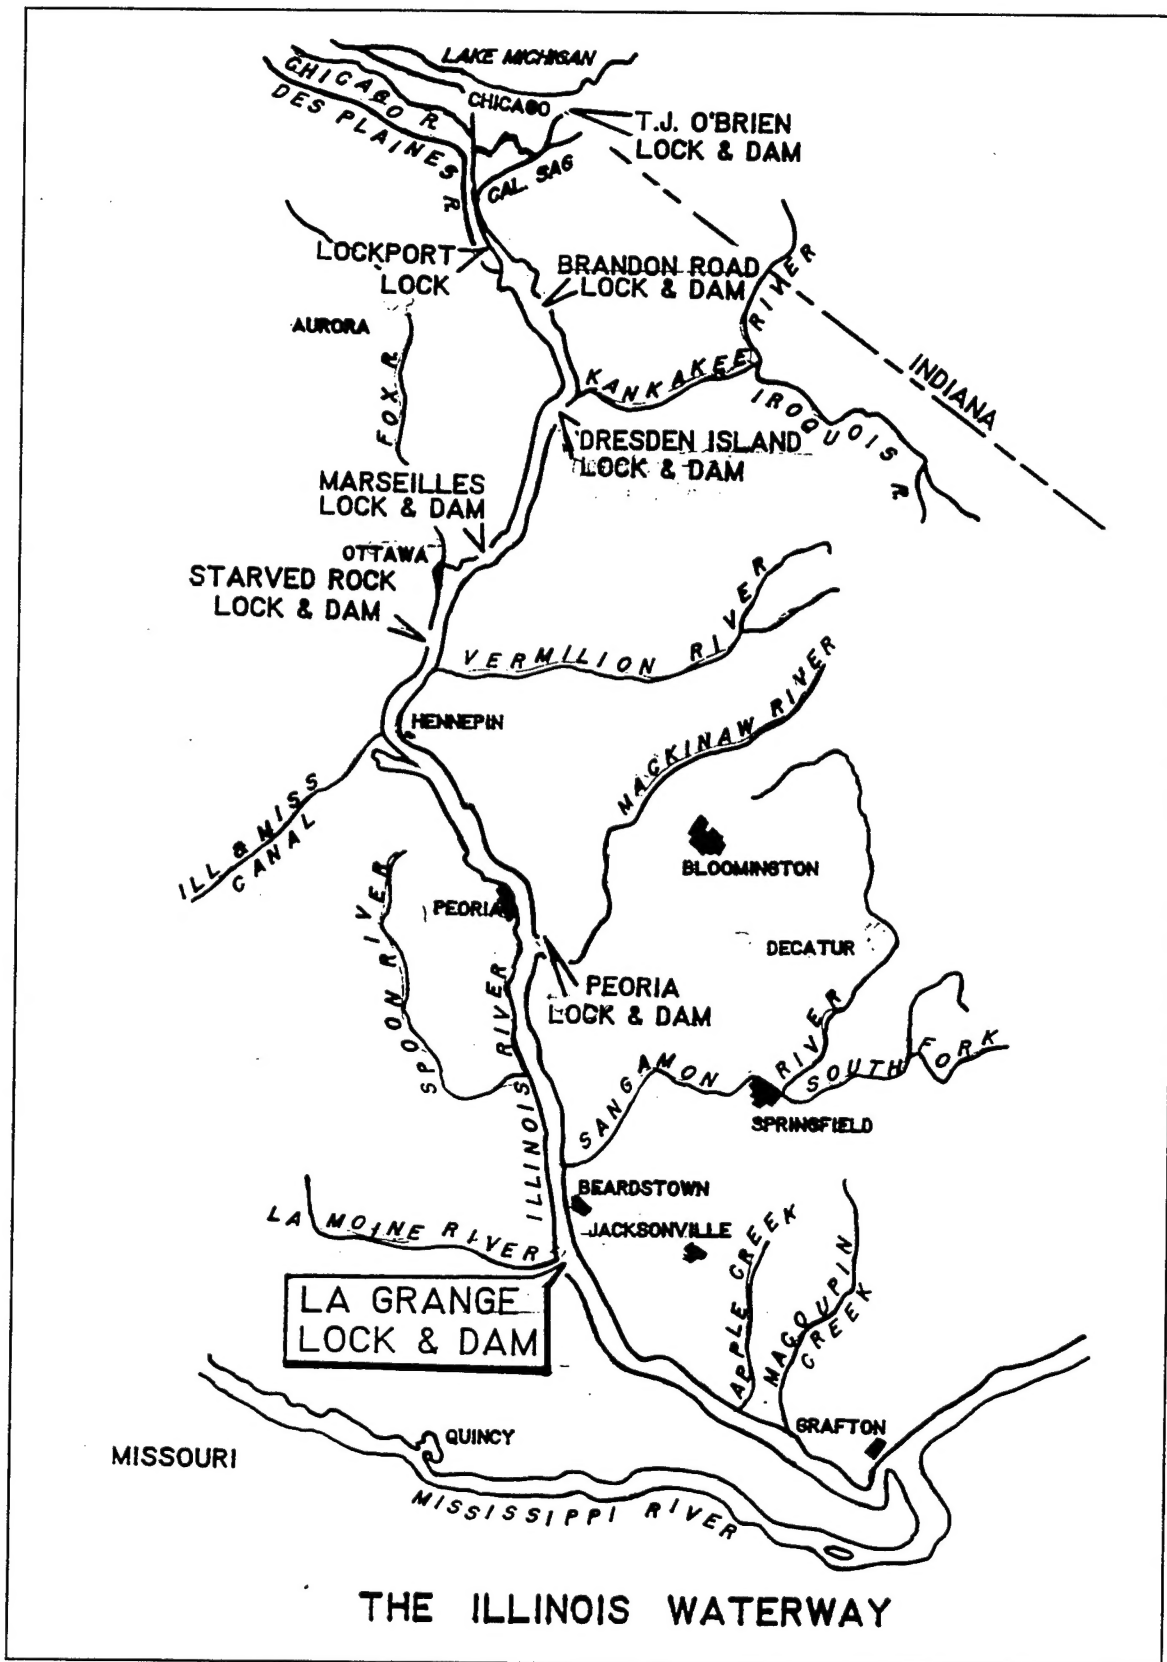 LAKE MICHIGAN
CHICAGO R.
DES PLAINES R.
CHICAGO
T.J. O'BRIEN
LOCK & DAM
CAL. SAG
LOCKPORT
LOCK
BRANDON ROAD
LOCK & DAM
RIVER
AURORA
FOX R.
KANKAKEE
INDIANA
IROQUOIS R.
DRESDEN ISLAND
LOCK & DAM
MARSEILLES
LOCK & DAM
OTTAWA
STARVED ROCK
LOCK & DAM
VERMILION RIVER
HENNEPIN
MACKINAW RIVER
ILL & MISS
CANAL
BLOOMINGTON
SPOON RIVER
PEORIA
DECATUR
PEORIA
LOCK & DAM
ILLINOIS RIVER
SANGAMON RIVER
SOUTH FORK
SPRINGFIELD
BEARDSTOWN
JACKSONVILLE
LA MOINE RIVER
APPLE CREEK
MACOUPIN
CREEK
LA GRANGE
LOCK & DAM
GRAFTON
QUINCY
MISSOURI
MISSISSIPPI RIVER
THE ILLINOIS WATERWAY